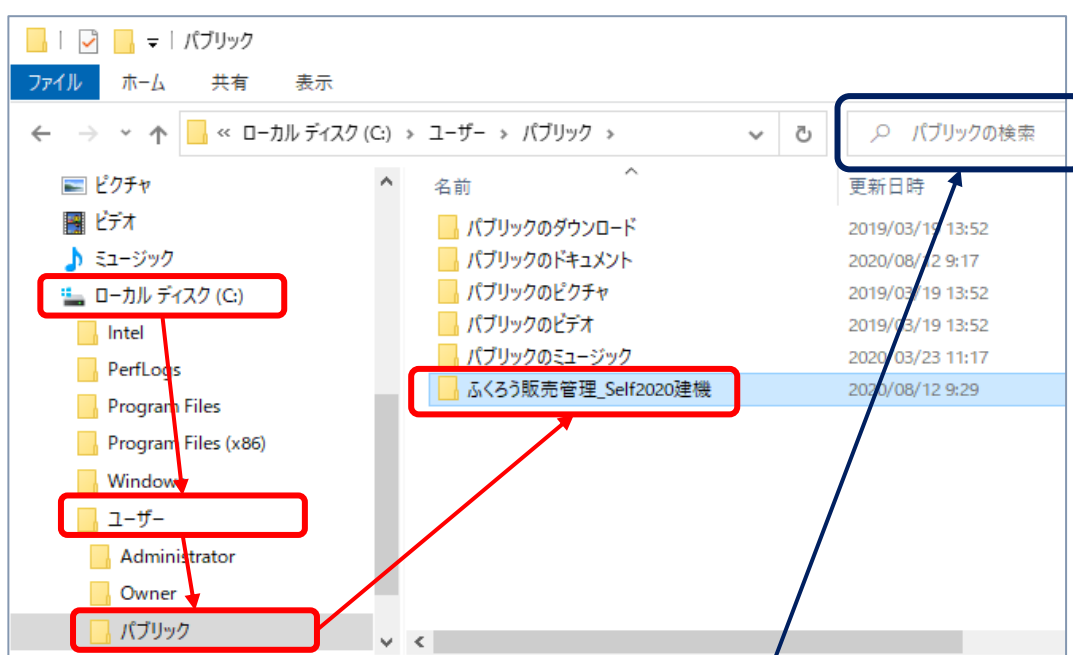 パブリック
ファイル ホーム 共有 表示
« ローカル ディスク (C:) › ユーザー › パブリック ›
パブリックの検索
ピクチャ
ビデオ
ミュージック
ローカル ディスク (C:)
Intel
PerfLogs
Program Files
Program Files (x86)
Windows
ユーザー
Administrator
Owner
パブリック
名前 更新日時
パブリックのダウンロード 2019/03/19 13:52
パブリックのドキュメント 2020/08/12 9:17
パブリックのピクチャ 2019/03/19 13:52
パブリックのビデオ 2019/03/19 13:52
パブリックのミュージック 2020/03/23 11:17
ふくろう販売管理_Self2020建機 2020/08/12 9:29